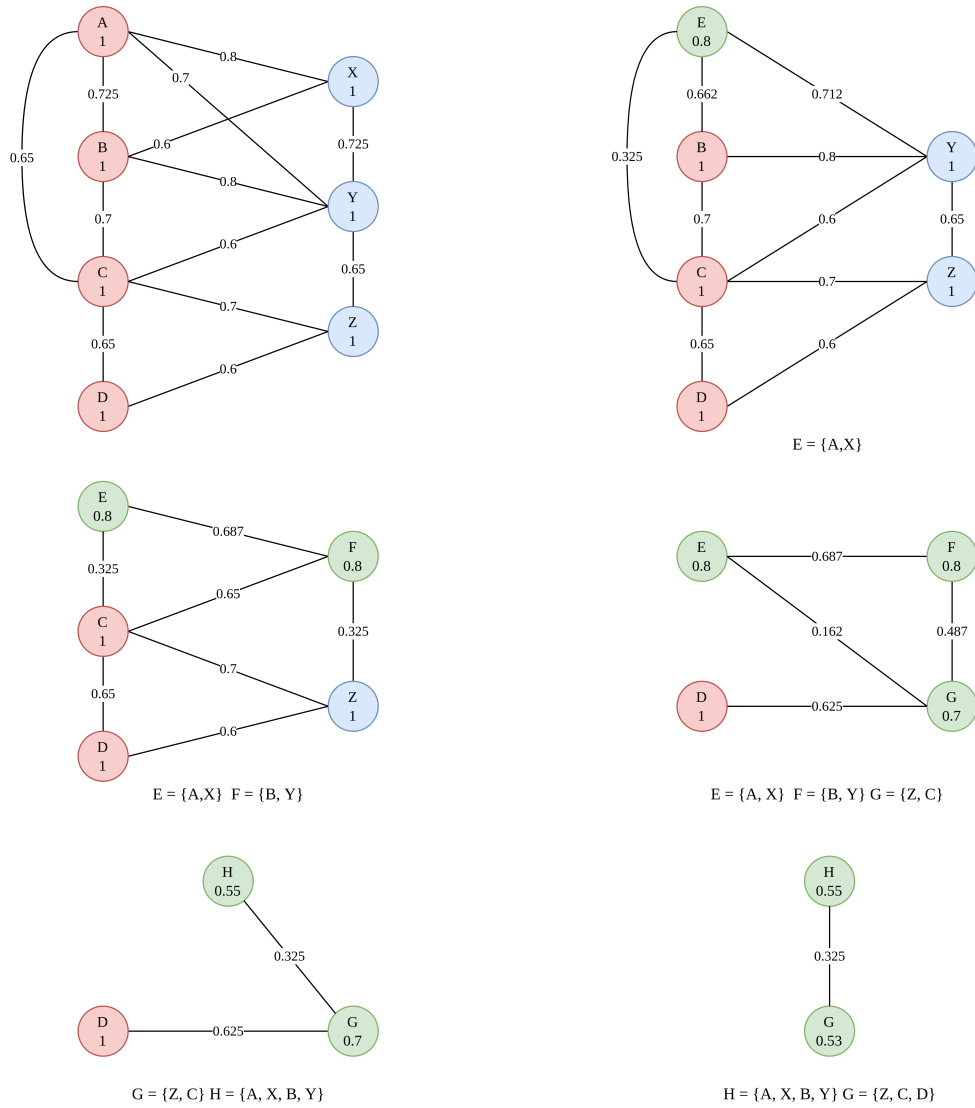 A
1
0.8
0.7
X
1
0.725
B
1
0.6
0.725
0.65
0.8
Y
1
0.7
0.6
0.65
C
1
0.7
Z
1
0.65
0.6
D
1
E
0.8
0.662
0.712
B
1
0.325
0.8
Y
1
0.7
0.6
0.65
C
1
0.7
Z
1
0.65
0.6
D
1
E = {A,X}
E
0.8
0.687
F
0.8
0.325
0.65
C
1
0.325
0.7
0.65
Z
1
0.6
D
1
E = {A,X} F = {B, Y}
E
0.8
0.687
F
0.8
0.162
0.487
D
1
0.625
G
0.7
E = {A, X} F = {B, Y} G = {Z, C}
H
0.55
0.325
D
1
0.625
G
0.7
G = {Z, C} H = {A, X, B, Y}
H
0.55
0.325
G
0.53
H = {A, X, B, Y} G = {Z, C, D}